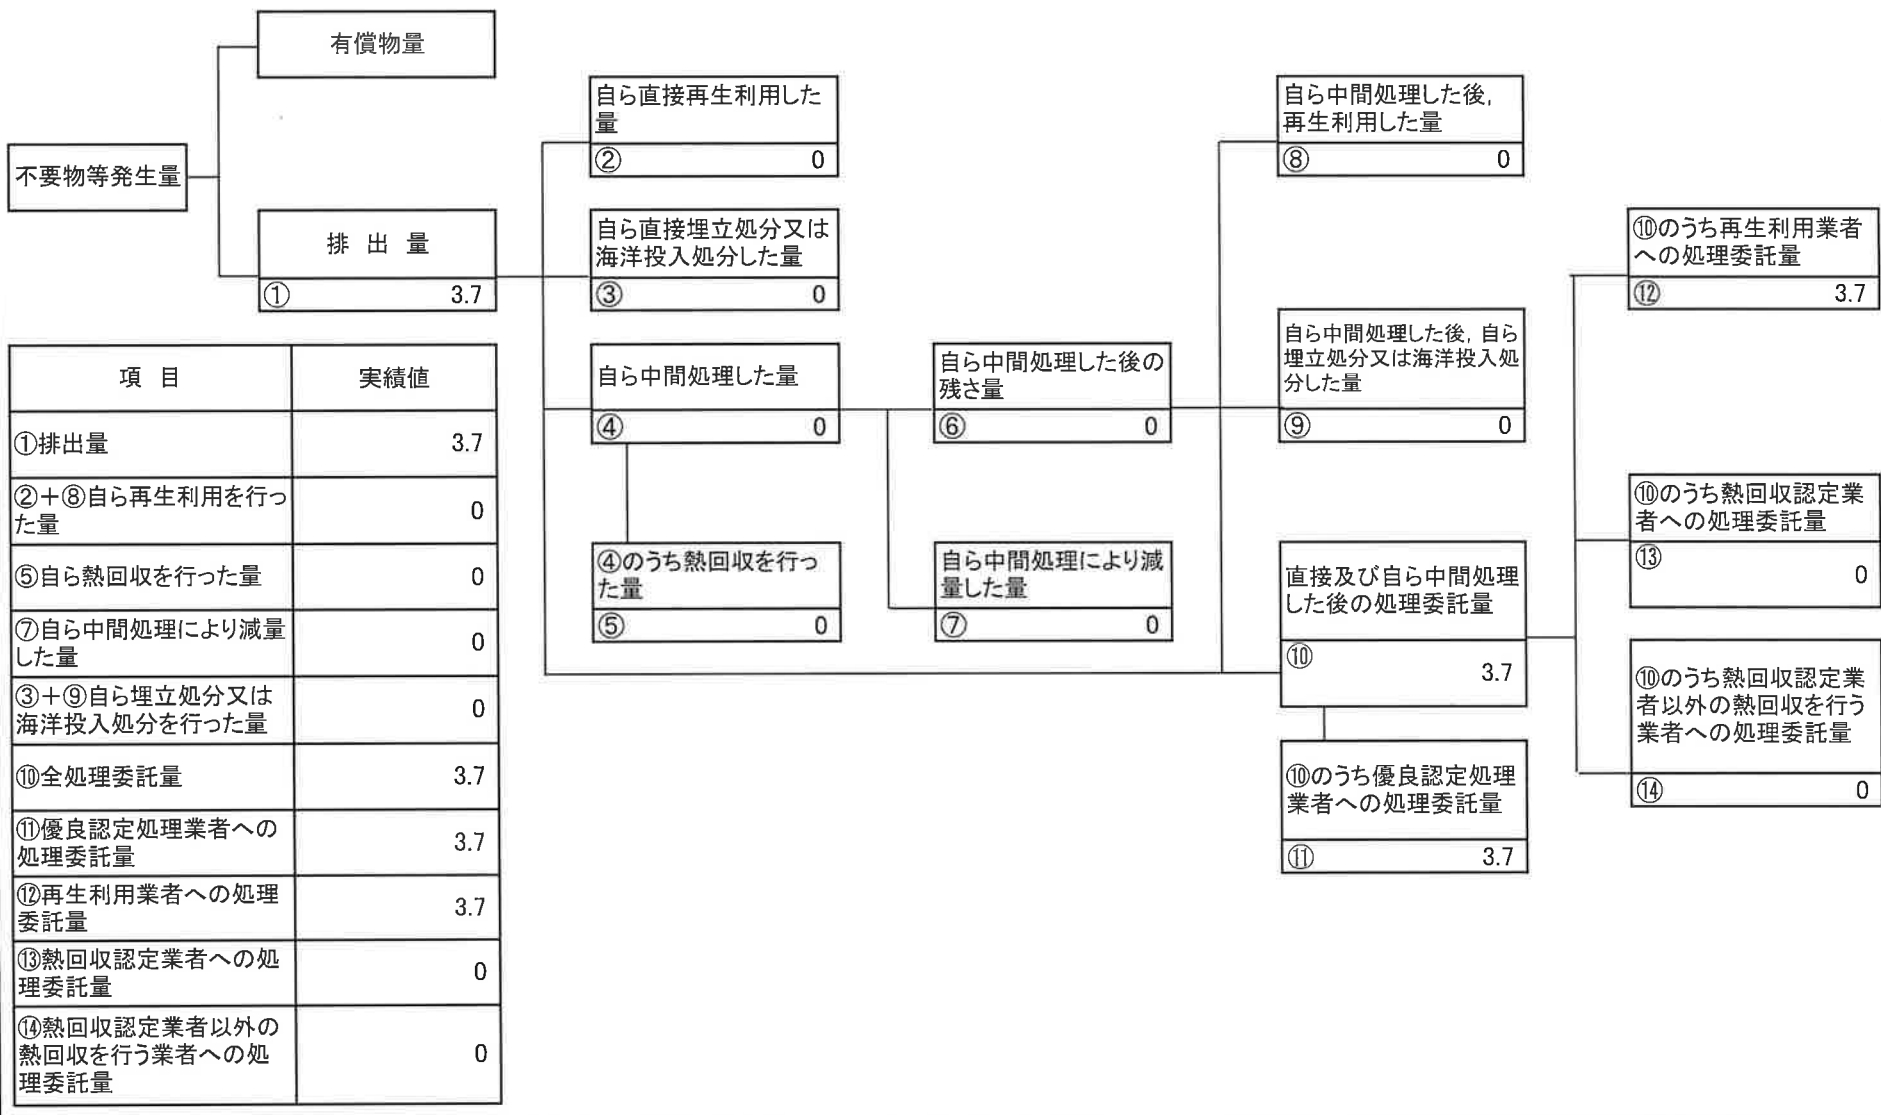 有償物量
不要物等発生量
排 出 量
① 3.7
自ら直接再生利用した
量
② 0
自ら直接埋立処分又は
海洋投入処分した量
③ 0
自ら中間処理した量
④ 0
④のうち熱回収を行っ
た量
⑤ 0
自ら中間処理した後の
残さ量
⑥ 0
自ら中間処理により減
量した量
⑦ 0
自ら中間処理した後,
再生利用した量
⑧ 0
自ら中間処理した後, 自ら
埋立処分又は海洋投入処
分した量
⑨ 0
直接及び自ら中間処理
した後の処理委託量
⑩ 3.7
⑩のうち優良認定処理
業者への処理委託量
⑪ 3.7
⑩のうち再生利用業者
への処理委託量
⑫ 3.7
⑩のうち熱回収認定業
者への処理委託量
⑬ 0
⑩のうち熱回収認定業
者以外の熱回収を行う
業者への処理委託量
⑭ 0
項 目 実績値
①排出量 3.7
②+⑧自ら再生利用を行っ
た量 0
⑤自ら熱回収を行った量 0
⑦自ら中間処理により減量
した量 0
③+⑨自ら埋立処分又は
海洋投入処分を行った量 0
⑩全処理委託量 3.7
⑪優良認定処理業者への
処理委託量 3.7
⑫再生利用業者への処理
委託量 3.7
⑬熱回収認定業者への処
理委託量 0
⑭熱回収認定業者以外の
熱回収を行う業者への処
理委託量 0